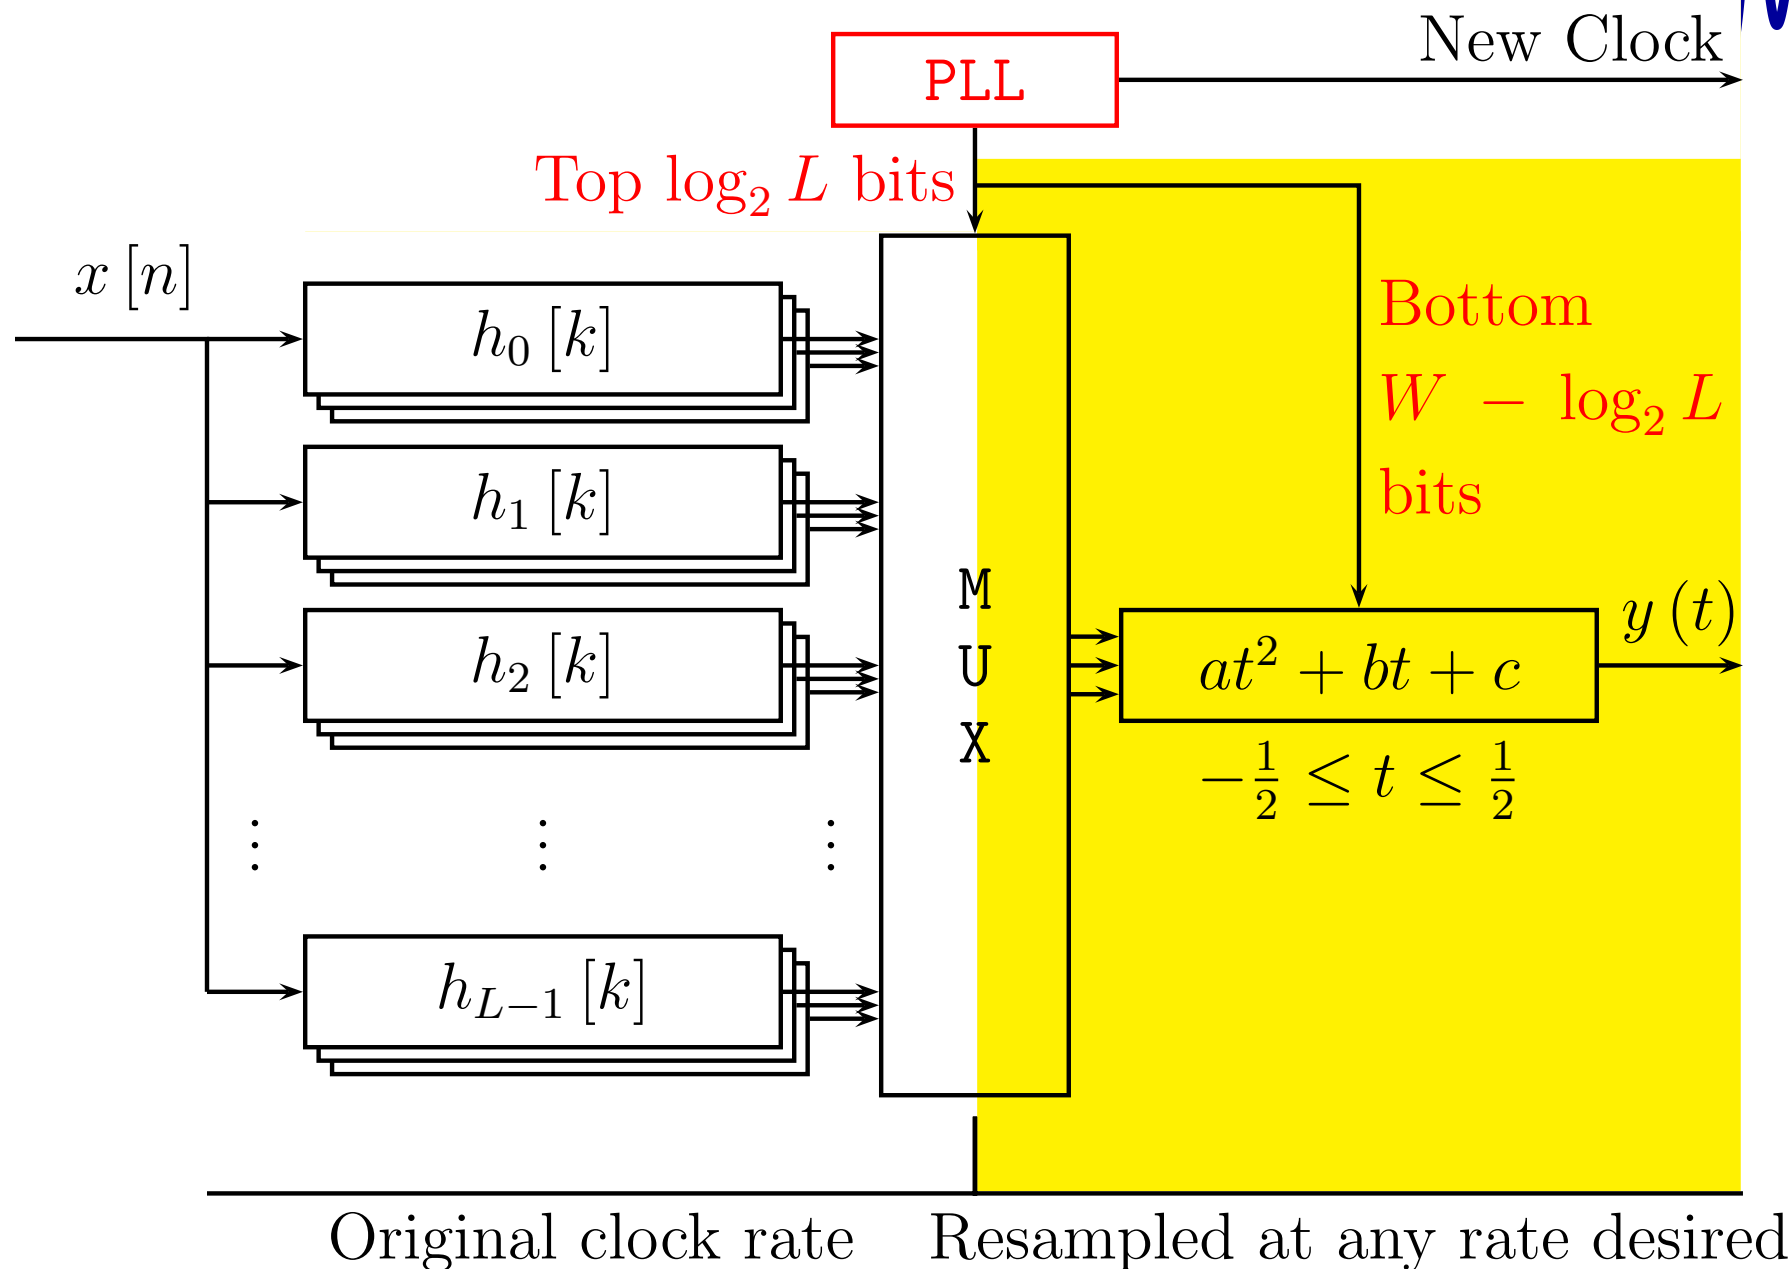 New Clock
PLL
Top log₂ L bits
x [n]
h₀ [k]
Bottom
W − log₂ L
bits
h₁ [k]
h₂ [k]
M
U
X
y (t)
at² + bt + c
−1/2 ≤ t ≤ 1/2
⋮ ⋮ ⋮
h_{L−1} [k]
Original clock rate
Resampled at any rate desired